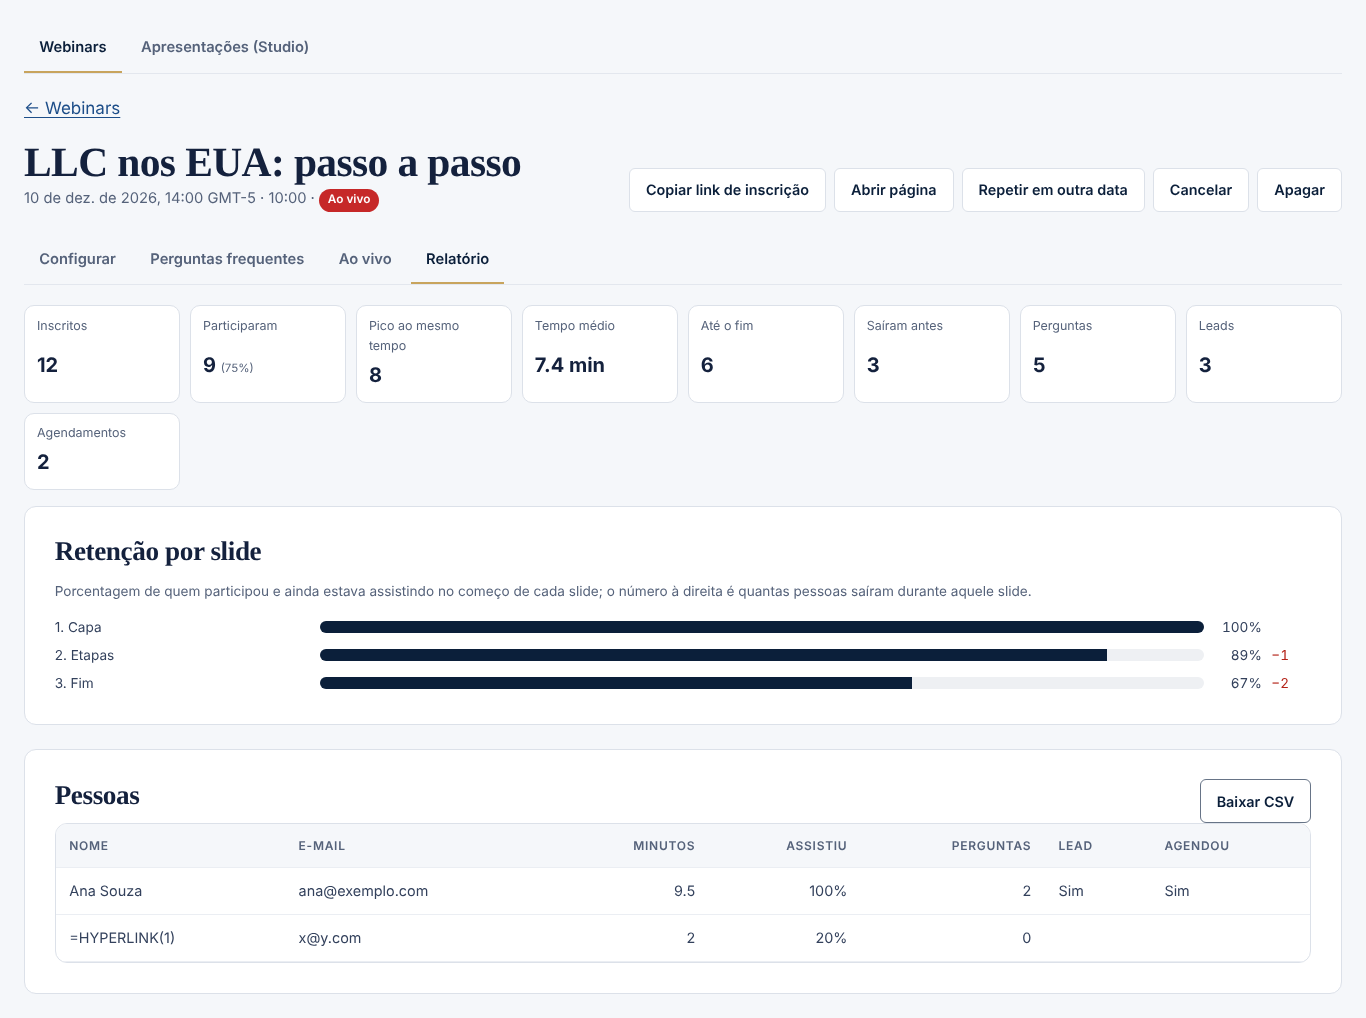 Webinars Apresentações (Studio)
← Webinars
LLC nos EUA: passo a passo
10 de dez. de 2026, 14:00 GMT-5 · 10:00 · Ao vivo
Copiar link de inscrição Abrir página Repetir em outra data Cancelar Apagar
Configurar Perguntas frequentes Ao vivo Relatório
Inscritos
12
Participaram
9 (75%)
Pico ao mesmo
tempo
8
Tempo médio
7.4 min
Até o fim
6
Saíram antes
3
Perguntas
5
Leads
3
Agendamentos
2
Retenção por slide
Porcentagem de quem participou e ainda estava assistindo no começo de cada slide; o número à direita é quantas pessoas saíram durante aquele slide.
1. Capa 100%
2. Etapas 89% −1
3. Fim 67% −2
Pessoas
Baixar CSV
NOME E-MAIL MINUTOS ASSISTIU PERGUNTAS LEAD AGENDOU
Ana Souza ana@exemplo.com 9.5 100% 2 Sim Sim
=HYPERLINK(1) x@y.com 2 20% 0